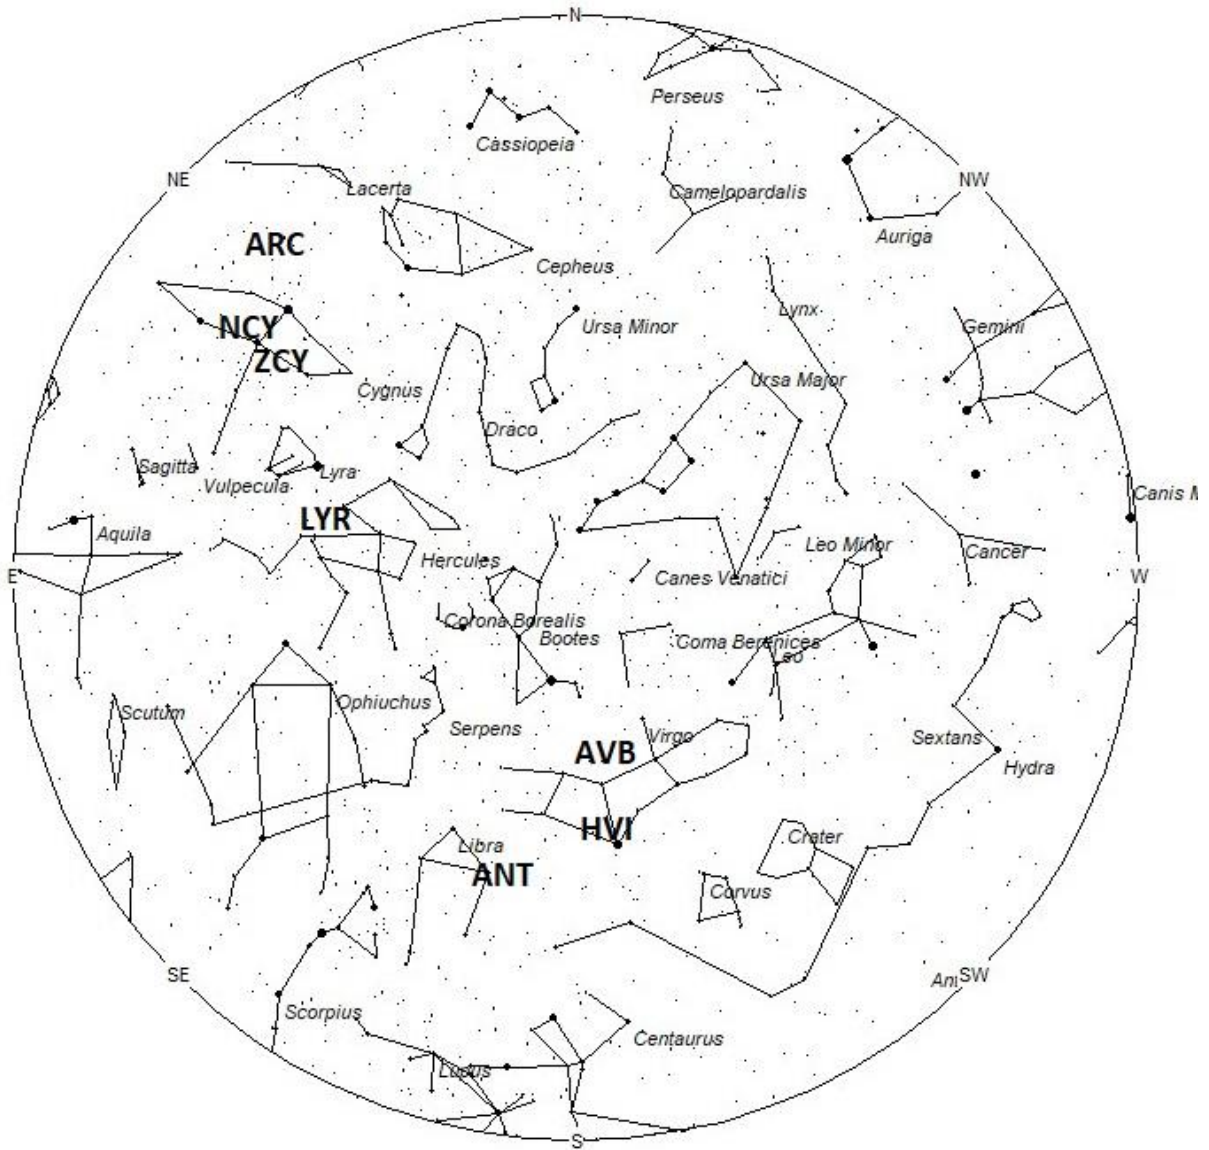 N
Perseus
Cassiopeia
NE
NW
Lacerta
Camelopardalis
Auriga
ARC
Cepheus
Lynx
NCY
Ursa Minor
Gemini
ZCY
Cygnus
Ursa Major
Draco
Sagitta
Lyra
Vulpecula
Canis M
LYR
Aquila
Leo Minor
Hercules
Cancer
E
Canes Venatici
W
Corona Borealis
Bootes
Coma Berenices
Leo
Ophiuchus
Scutum
Serpens
Virgo
Sextans
AVB
Hydra
HVI
Crater
Libra
ANT
Corvus
SE
Ant
SW
Scorpius
Centaurus
Lupus
S